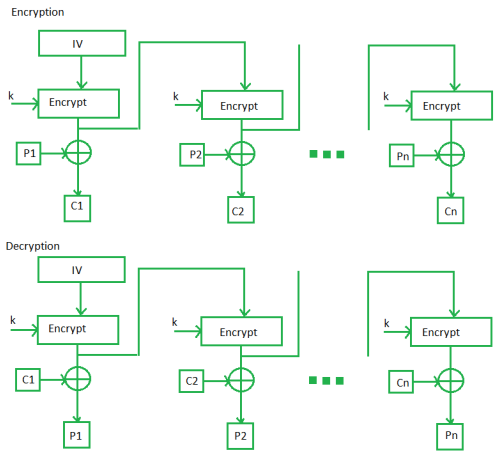 Encryption
IV
k
Encrypt
k
Encrypt
k
Encrypt
P1
P2
Pn
C1
C2
Cn
Decryption
IV
k
Encrypt
k
Encrypt
k
Encrypt
C1
C2
Cn
P1
P2
Pn